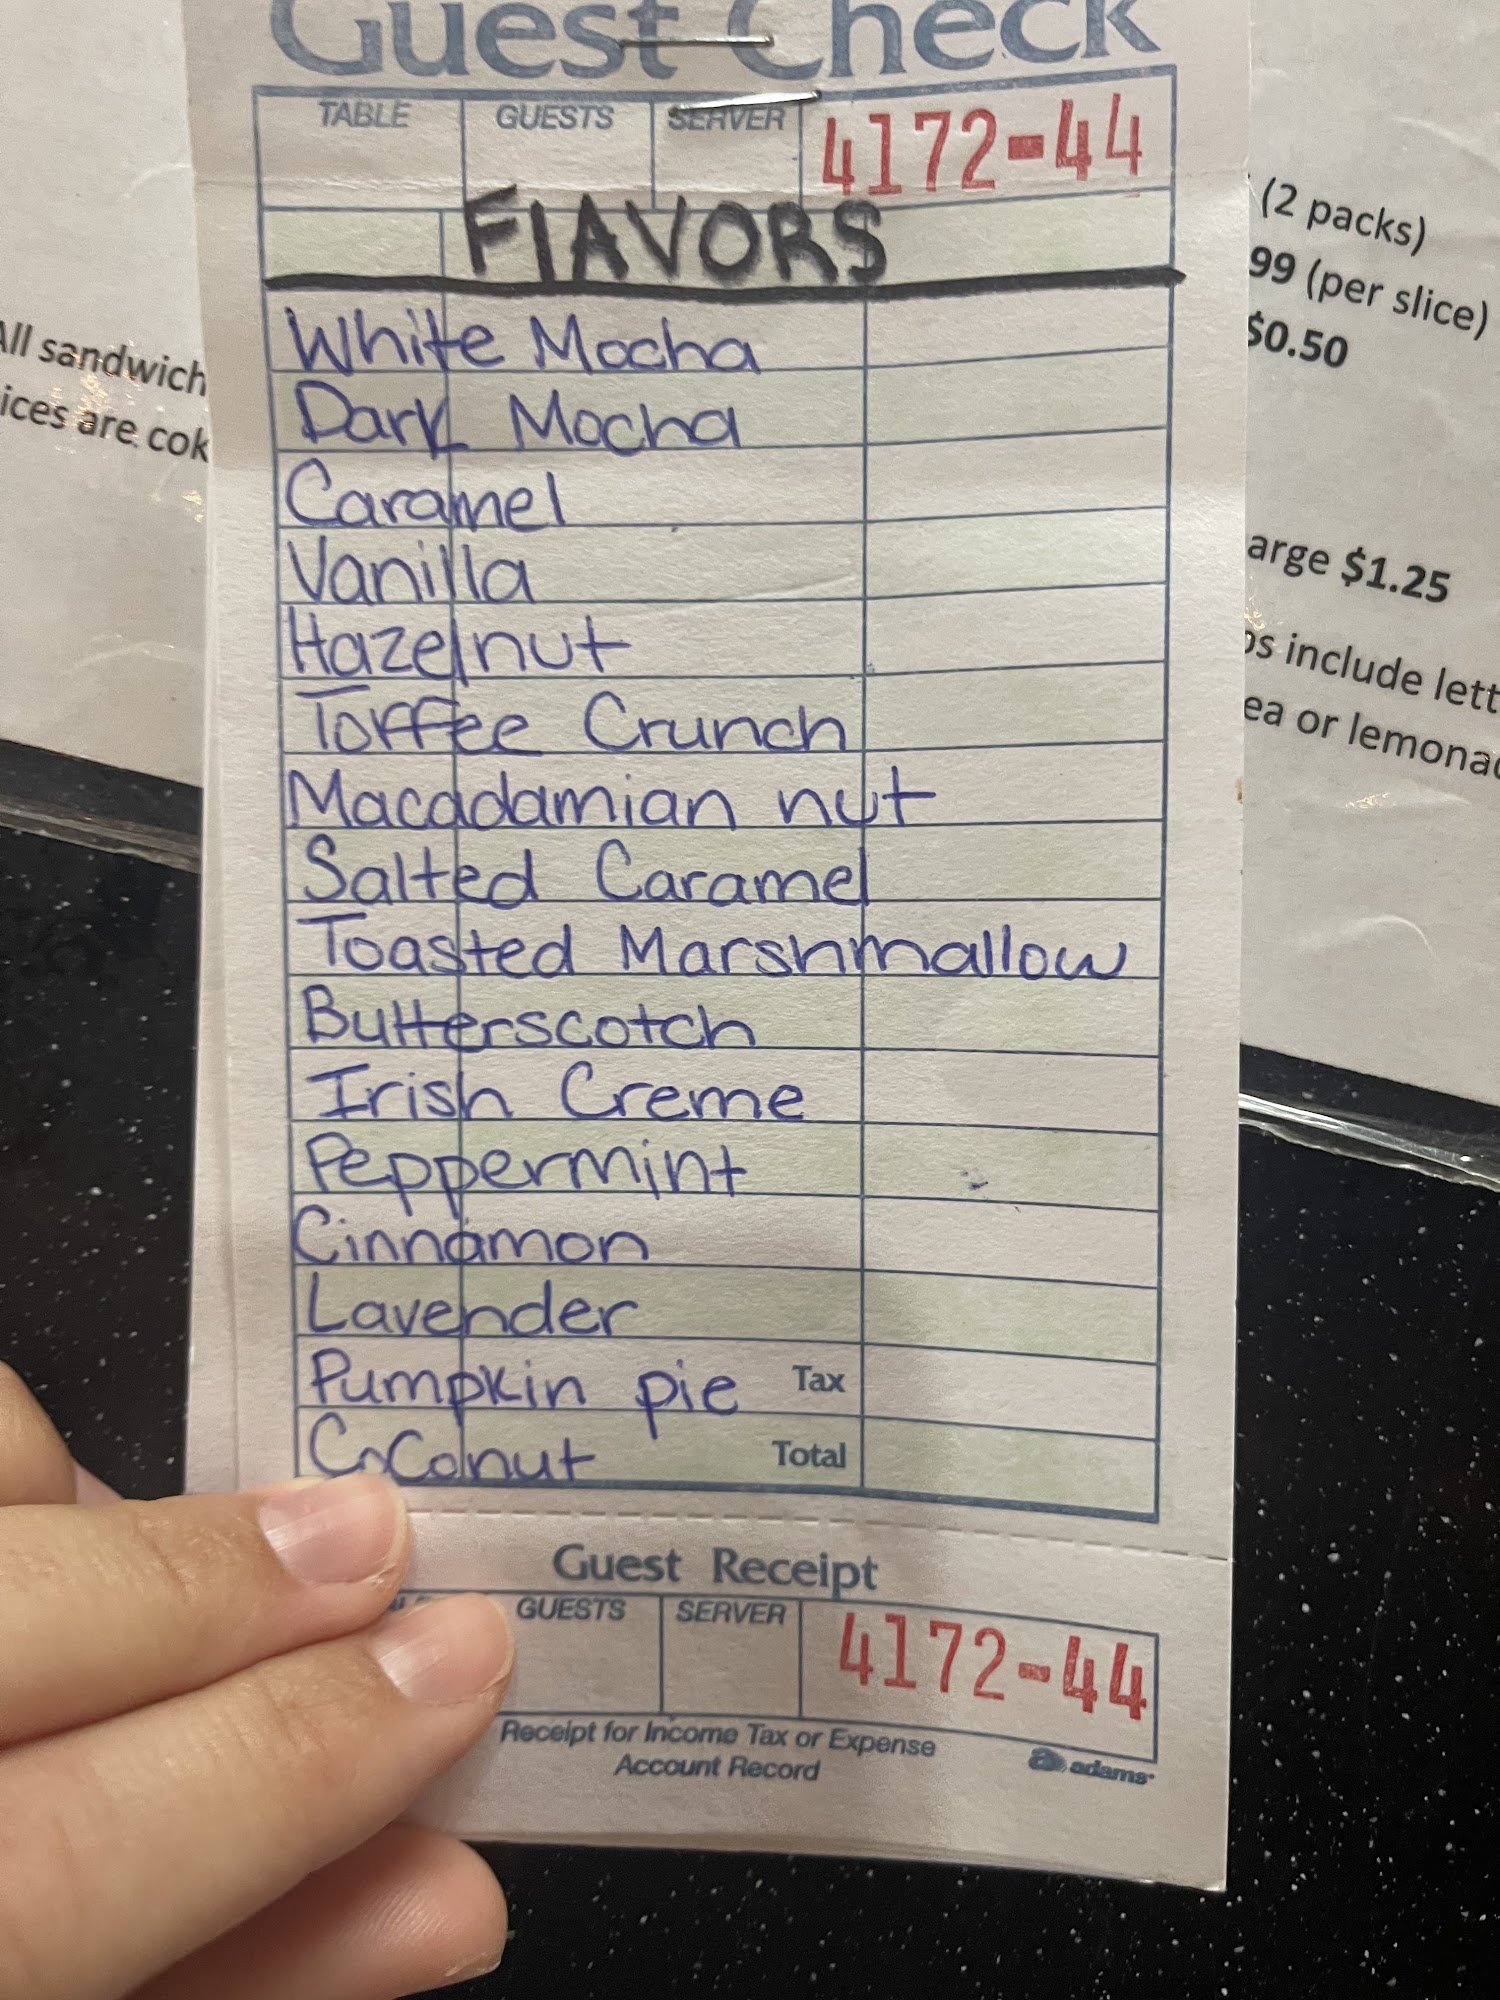 Guest Check
TABLE GUESTS SERVER 4172-44
FlAVORS
White Mocha
Dark Mocha
Caramel
Vanilla
Hazelnut
Toffee Crunch
Macadamian nut
Salted Caramel
Toasted Marshmallow
Butterscotch
Irish Creme
Peppermint
Cinnamon
Lavender
Pumpkin pie Tax
Coconut Total
Guest Receipt
GUESTS SERVER 4172-44
Receipt for Income Tax or Expense
Account Record
adams
All sandwich
ices are cok
(2 packs)
99 (per slice)
$0.50
arge $1.25
os include lett
ea or lemonad